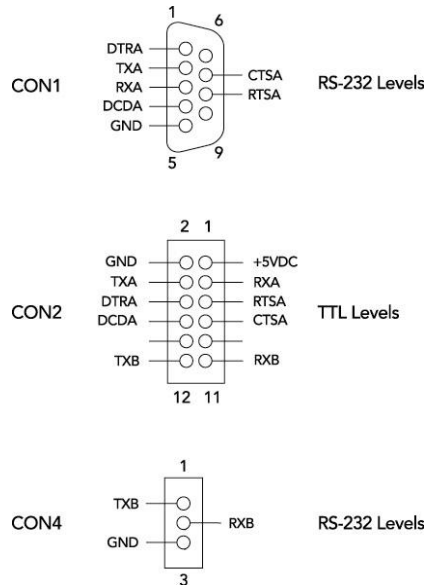 1 6
DTRA
TXA
CTSA
CON1
RXA
RS-232 Levels
RTSA
DCDA
GND
5 9
2 1
GND +5VDC
TXA RXA
DTRA RTSA
CON2
TTL Levels
DCDA CTSA
TXB RXB
12 11
1
TXB
CON4 RXB RS-232 Levels
GND
3